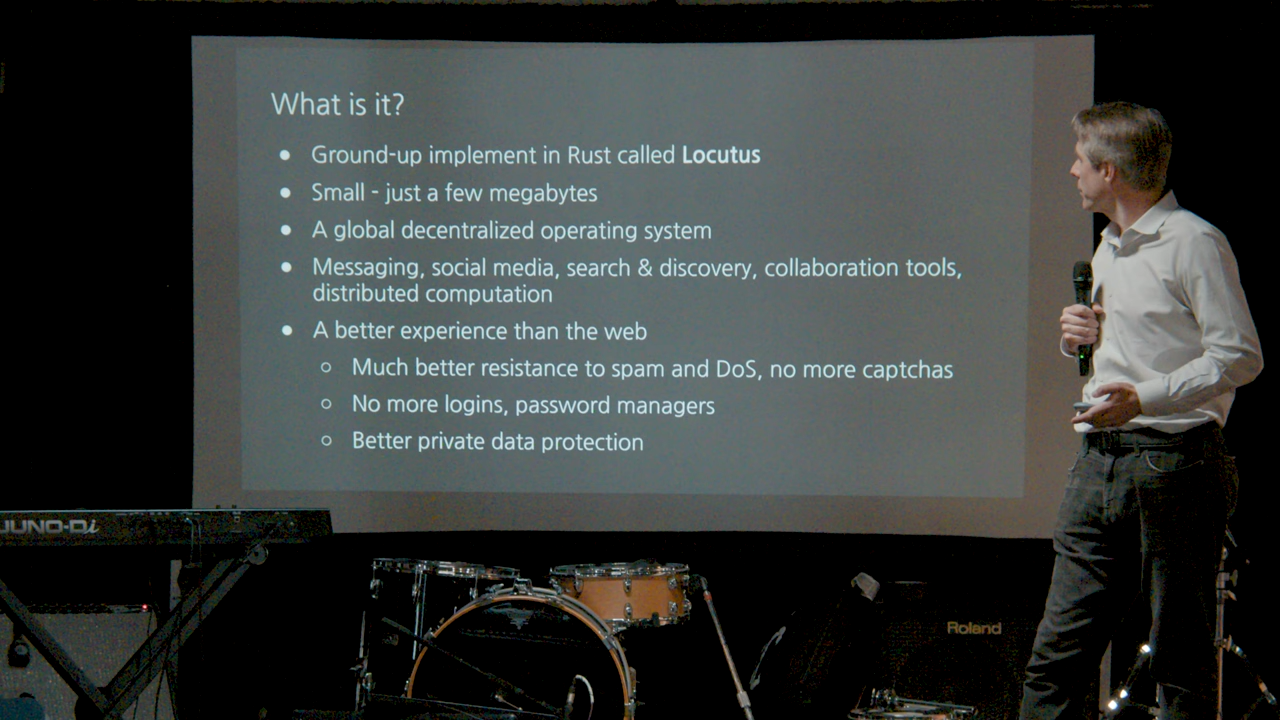 What is it?
● Ground-up implement in Rust called Locutus
● Small - just a few megabytes
● A global decentralized operating system
● Messaging, social media, search & discovery, collaboration tools,
distributed computation
● A better experience than the web
○ Much better resistance to spam and DoS, no more captchas
○ No more logins, password managers
○ Better private data protection
JUNO-Di
Roland